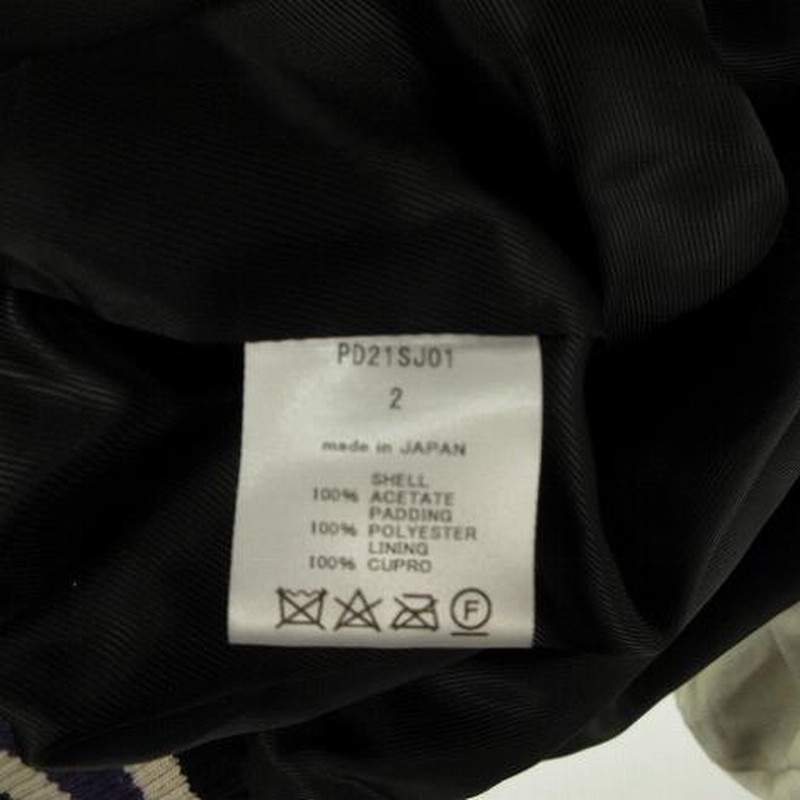 PD21SJ01
2
made in JAPAN
SHELL
100% ACETATE
PADDING
100% POLYESTER
LINING
100% CUPRO
F